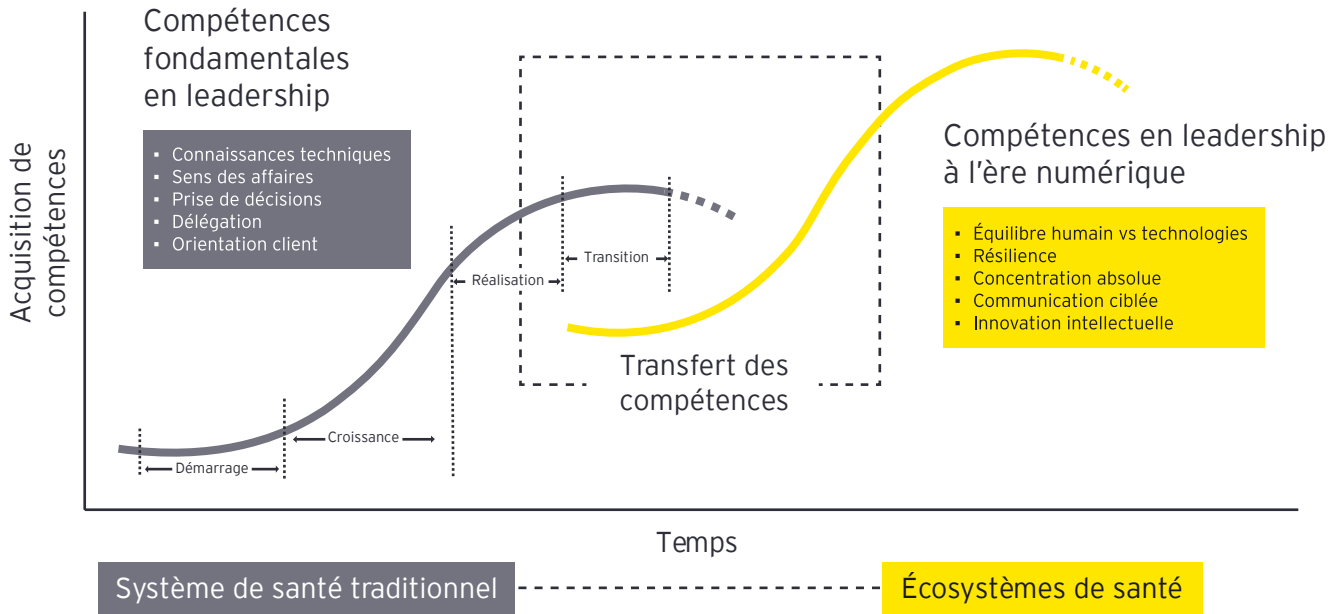 Compétences
fondamentales
en leadership
▪ Connaissances techniques
▪ Sens des affaires
▪ Prise de décisions
▪ Délégation
▪ Orientation client
Acquisition de
compétences
Démarrage
Croissance
Réalisation
Transition
Transfert des
compétences
Compétences en leadership
à l’ère numérique
▪ Équilibre humain vs technologies
▪ Résilience
▪ Concentration absolue
▪ Communication ciblée
▪ Innovation intellectuelle
Temps
Système de santé traditionnel
Écosystèmes de santé